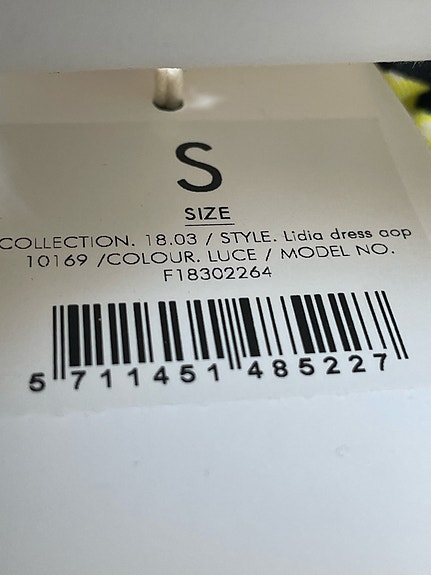 S
SIZE
COLLECTION. 18.03 / STYLE. Lidia dress aop
10169 /COLOUR. LUCE / MODEL NO.
F18302264
5 711451 485227